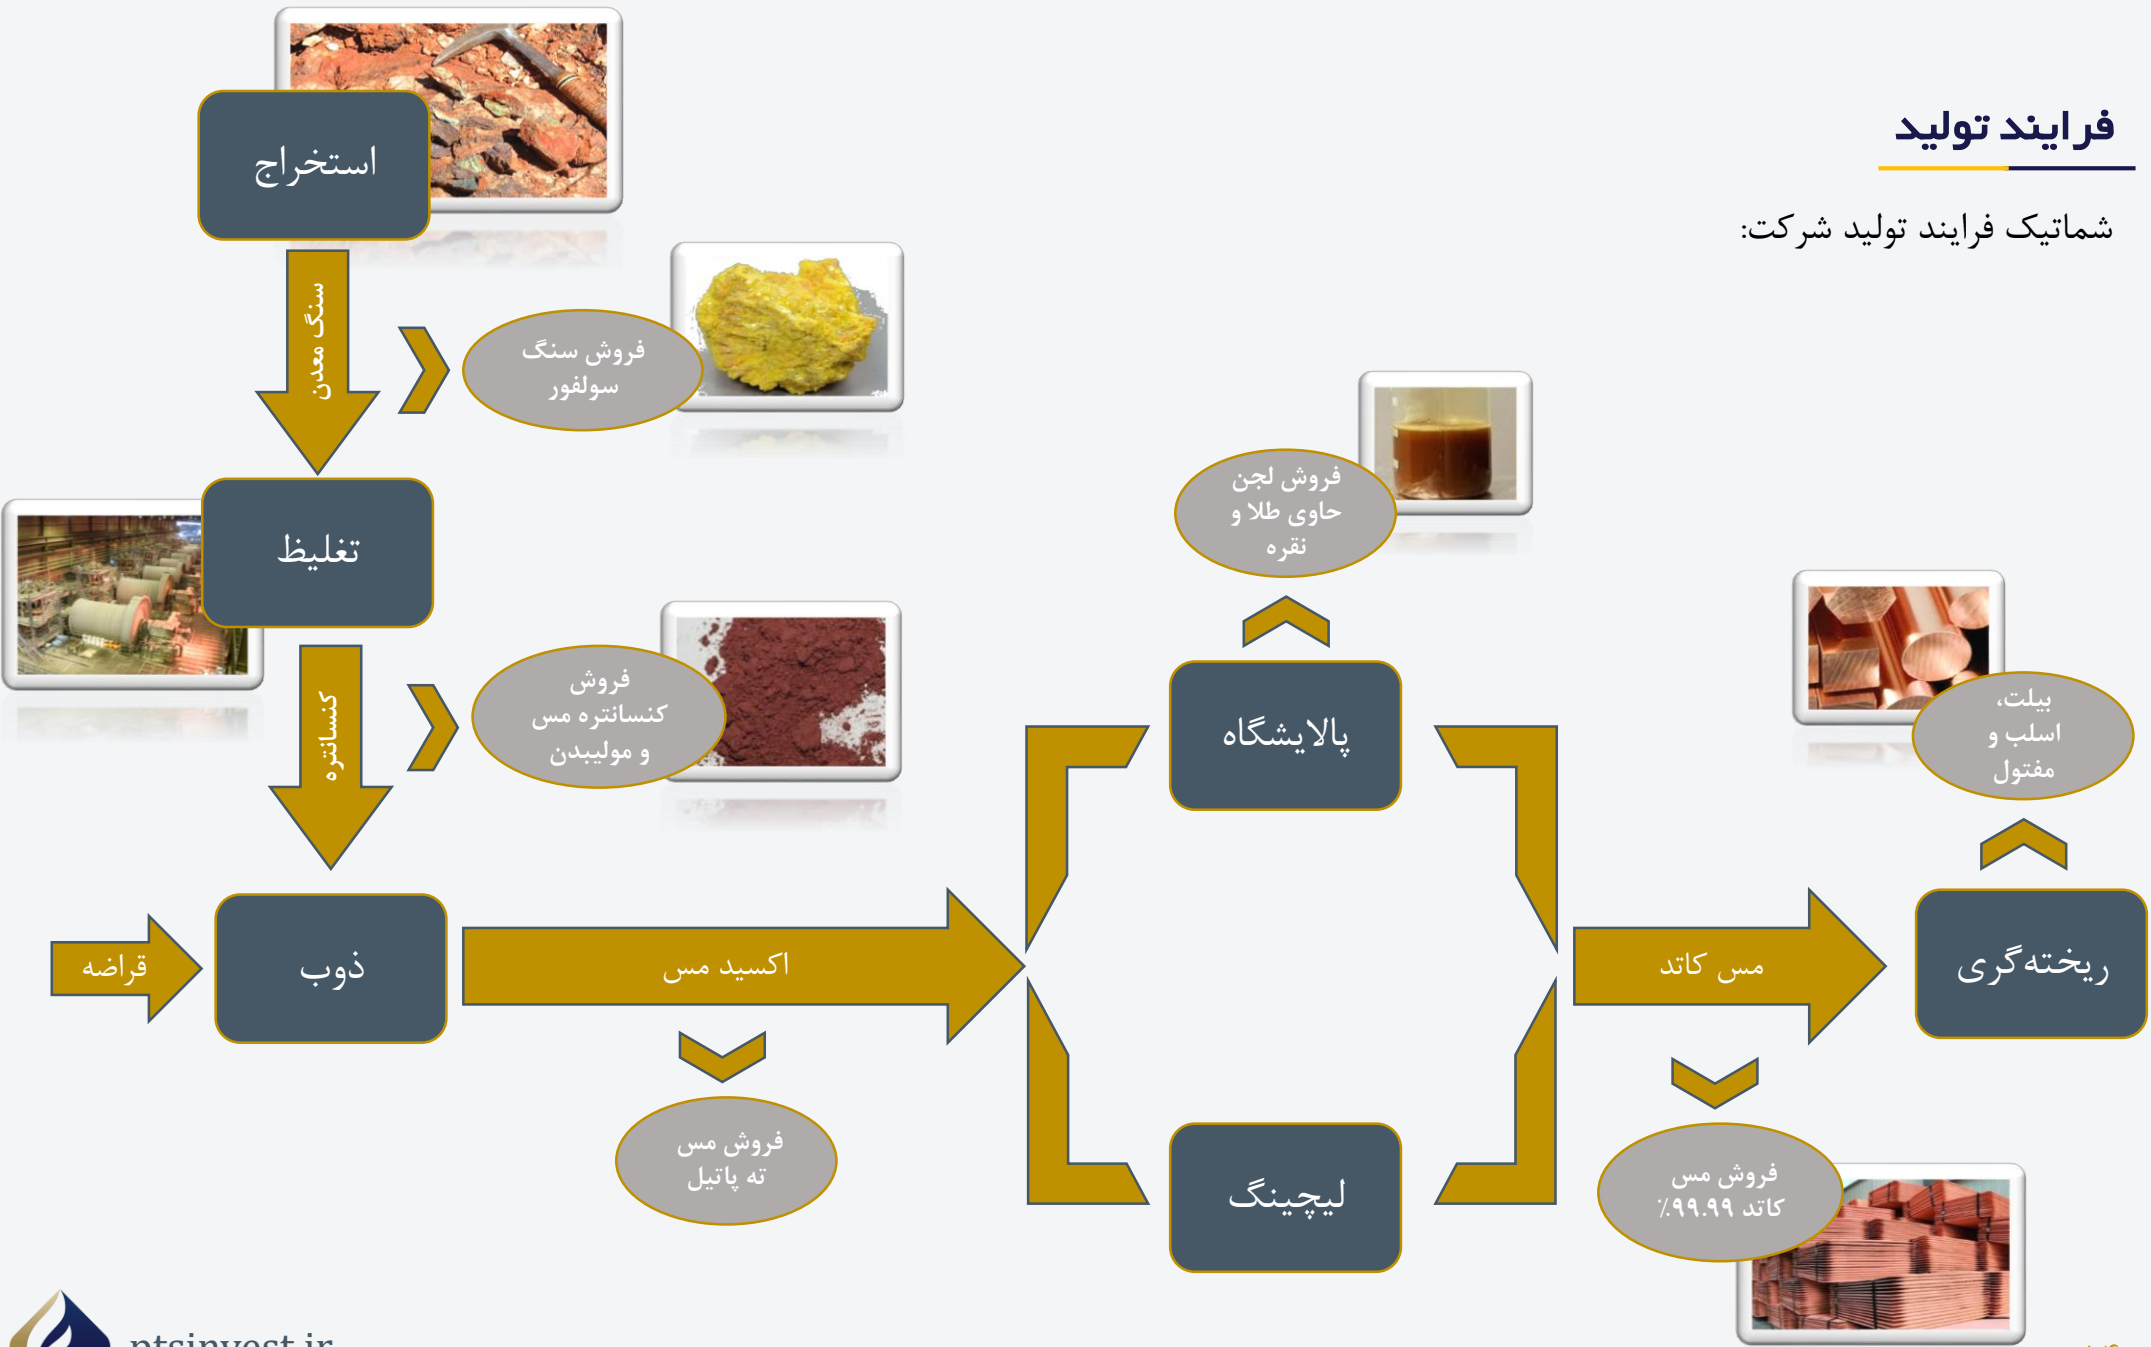 فرایند تولید
شماتیک فرایند تولید شرکت:
استخراج
سنگ معدن
فروش سنگ
سولفور
تغلیظ
کنسانتره
فروش
کنسانتره مس
و مولیبدن
قراضه
ذوب
اکسید مس
فروش مس
ته پاتیل
فروش لجن
حاوی طلا و
نقره
پالایشگاه
لیچینگ
مس کاتد
فروش مس
کاتد ۹۹.۹۹٪
بیلت،
اسلب و
مفتول
ریخته‌گری
ptsinvest.ir